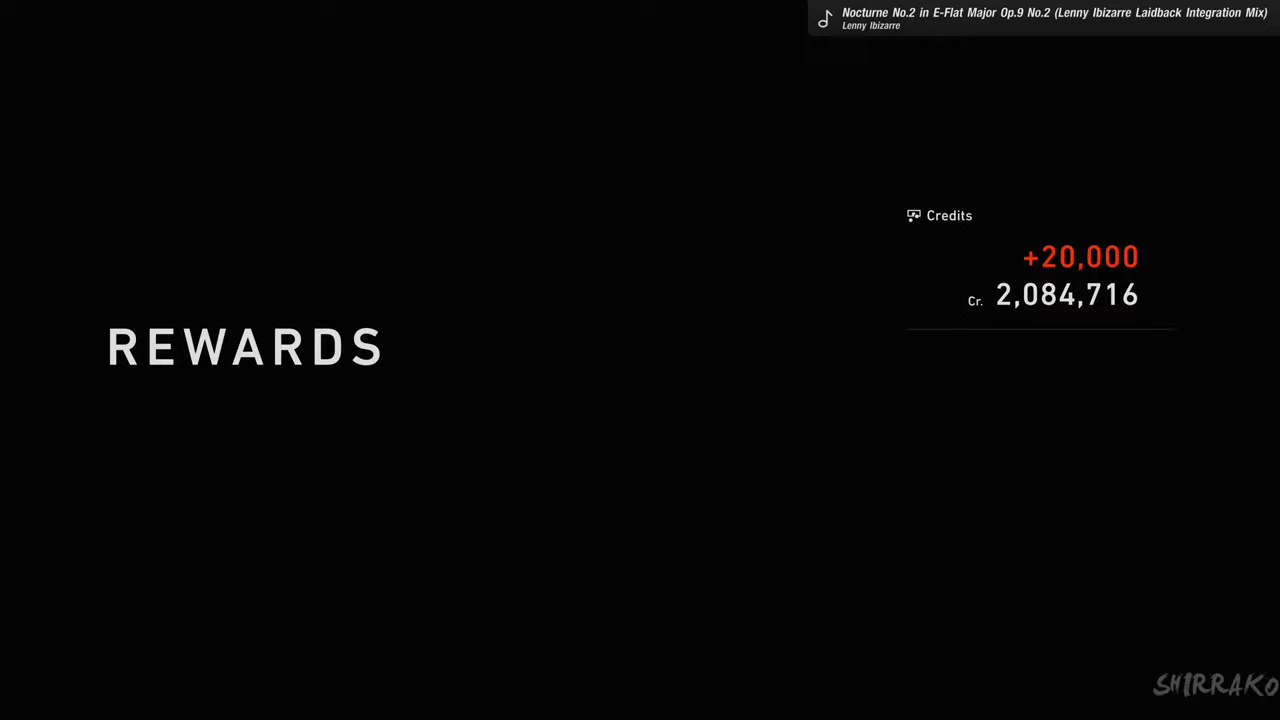 Nocturne No.2 in E-Flat Major Op.9 No.2 (Lenny Ibizarre Laidback Integration Mix)
Lenny Ibizarre
Credits
+20,000
Cr. 2,084,716
REWARDS
SHIRRAKO